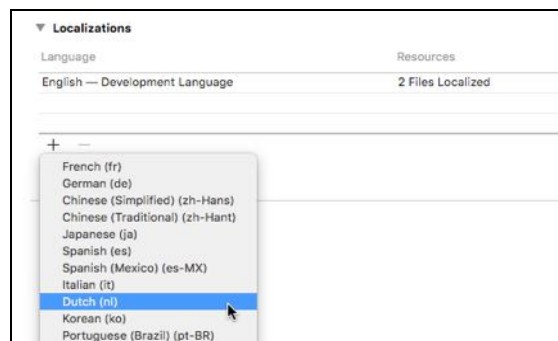 ▼ Localizations
Language Resources
English — Development Language 2 Files Localized
+ −
French (fr)
German (de)
Chinese (Simplified) (zh-Hans)
Chinese (Traditional) (zh-Hant)
Japanese (ja)
Spanish (es)
Spanish (Mexico) (es-MX)
Italian (it)
Dutch (nl)
Korean (ko)
Portuguese (Brazil) (pt-BR)